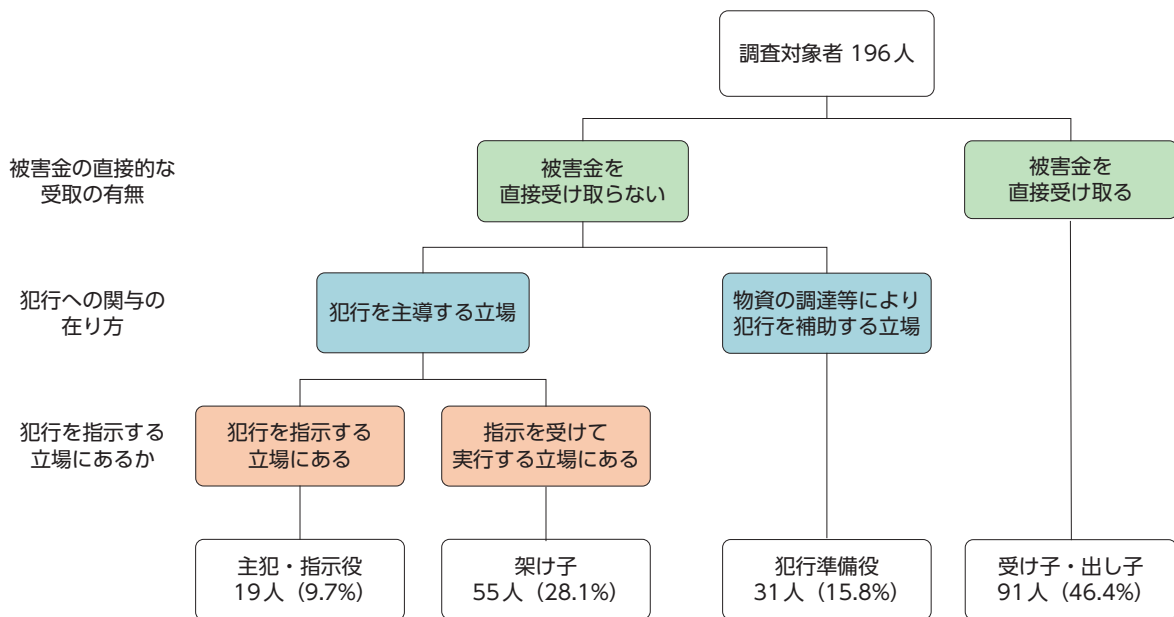 調査対象者 196人
被害金の直接的な
受取の有無
被害金を
直接受け取らない
被害金を
直接受け取る
犯行への関与の
在り方
犯行を主導する立場
物資の調達等により
犯行を補助する立場
犯行を指示する
立場にあるか
犯行を指示する
立場にある
指示を受けて
実行する立場にある
主犯・指示役
19人（9.7%）
架け子
55人（28.1%）
犯行準備役
31人（15.8%）
受け子・出し子
91人（46.4%）